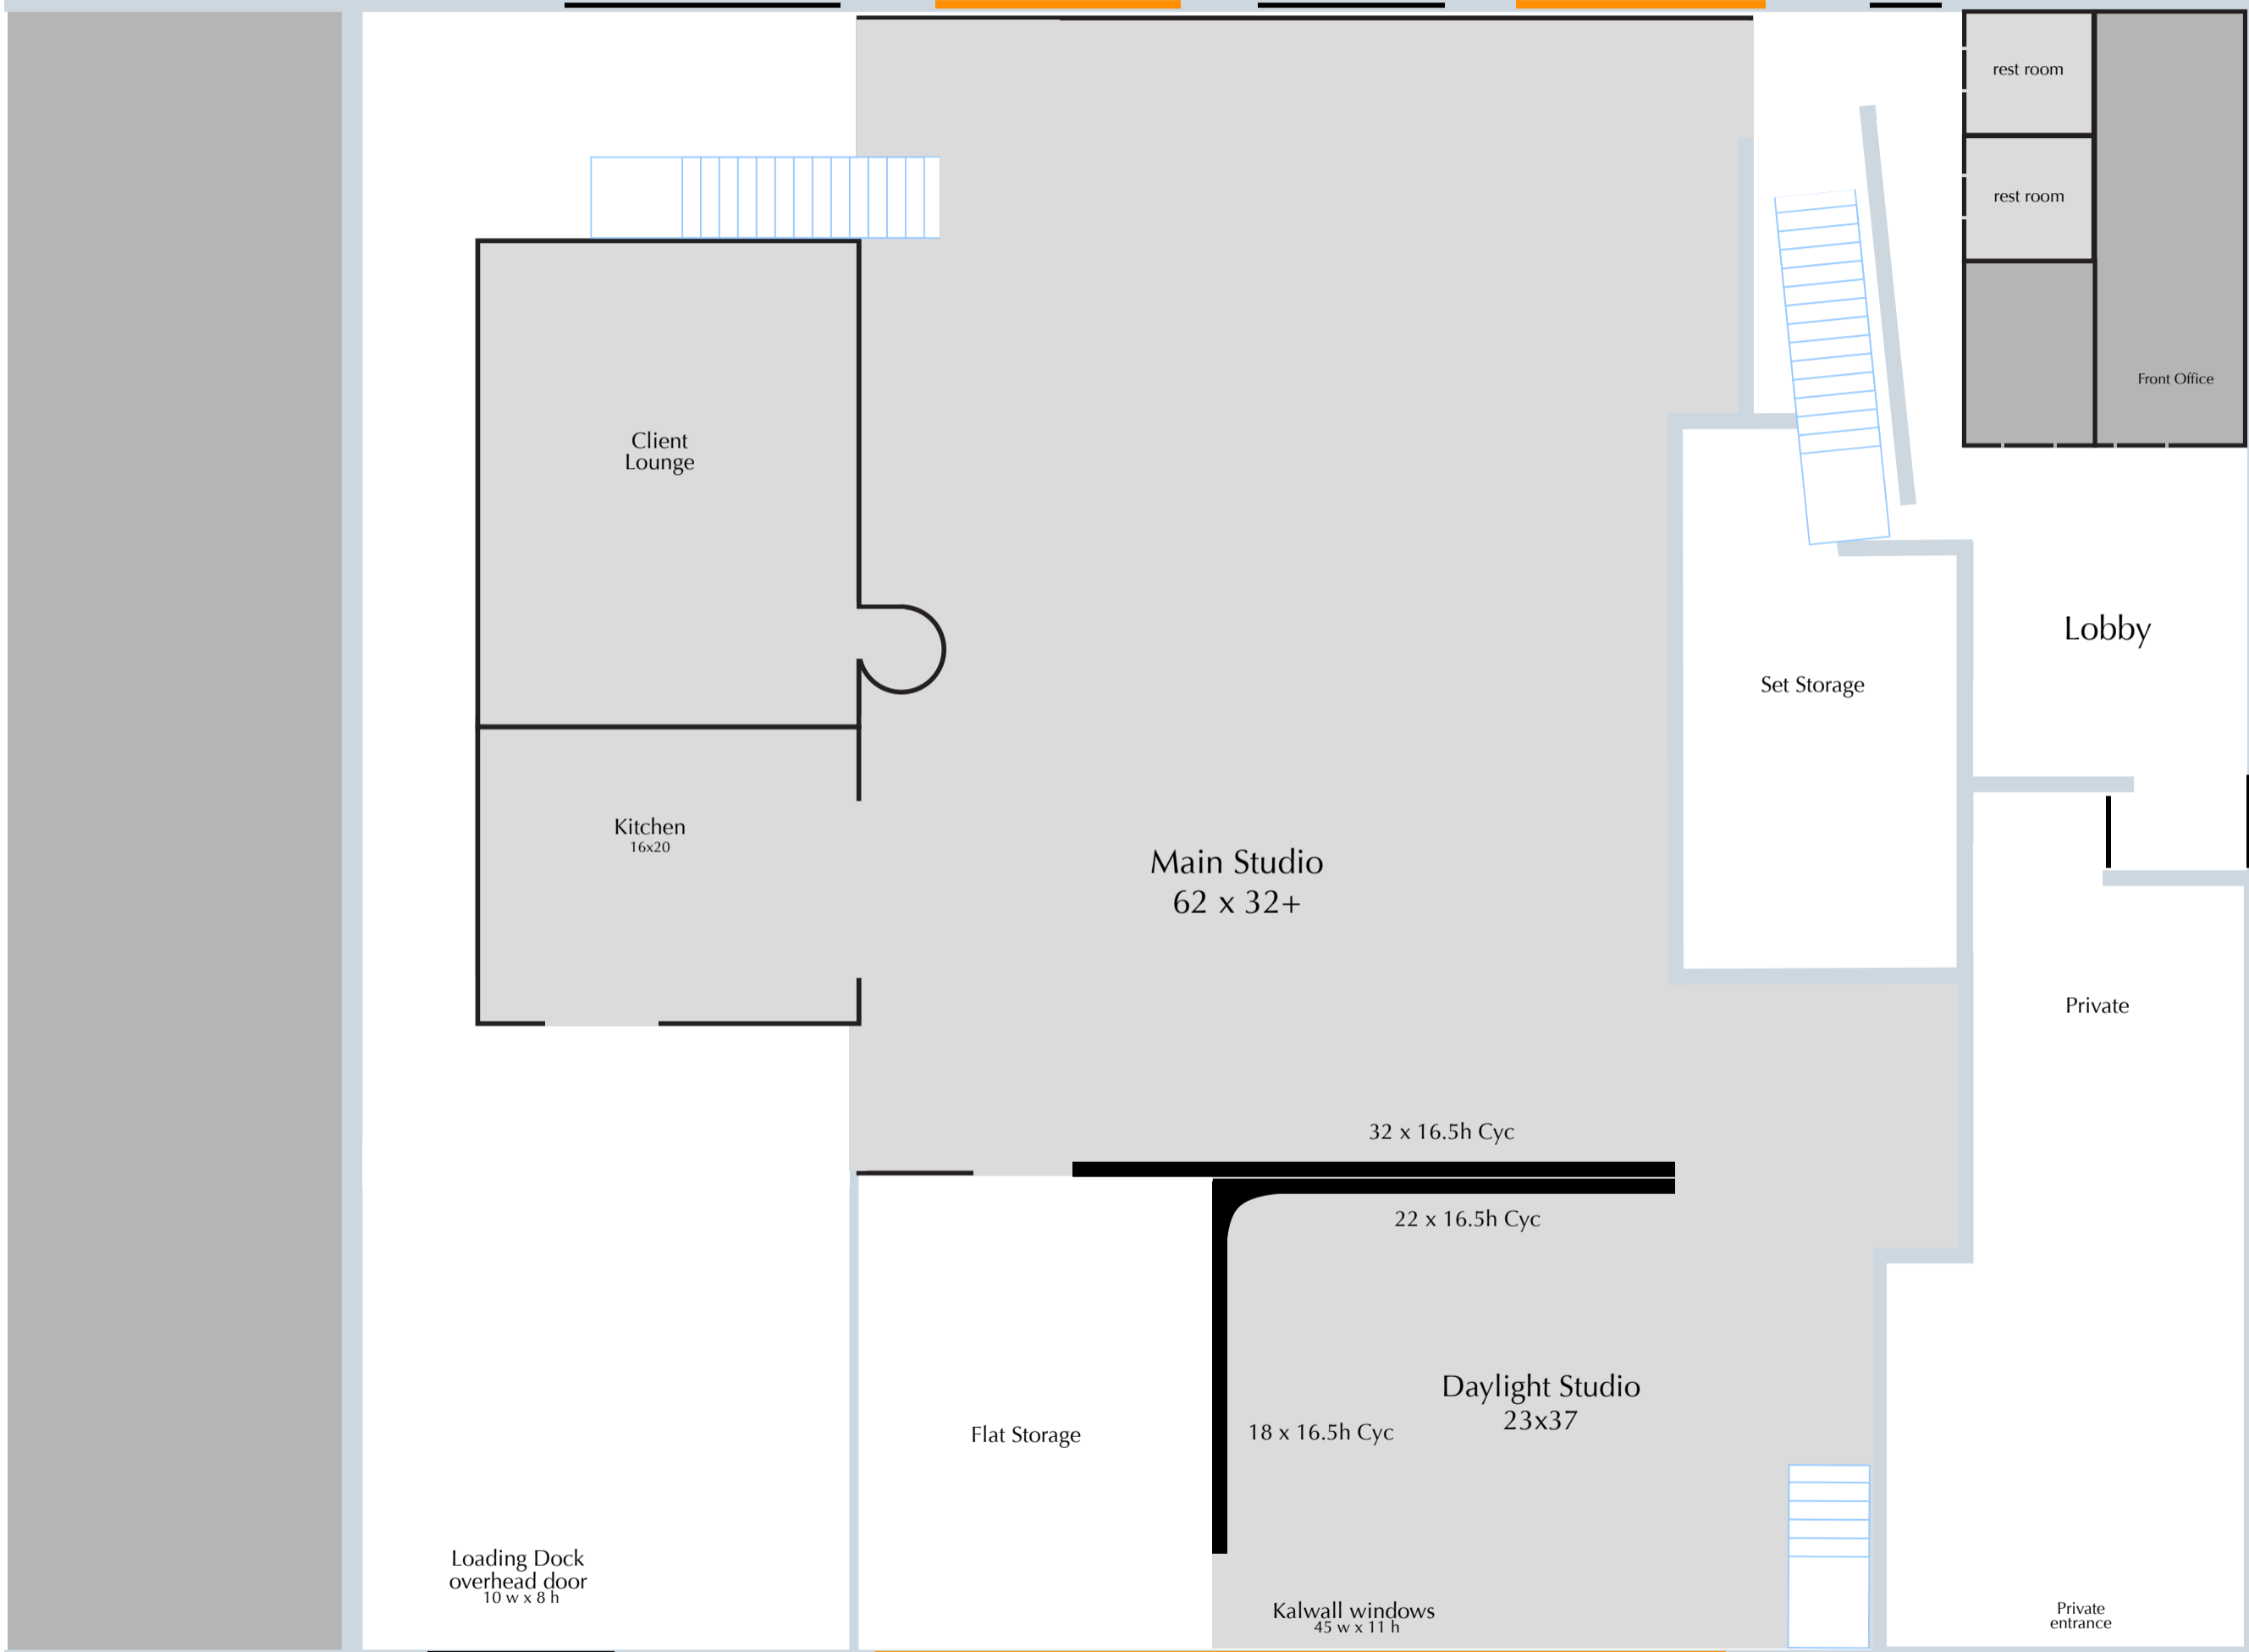 rest room
rest room
Front Office
Client
Lounge
Lobby
Set Storage
Kitchen
16x20
Main Studio
62 x 32+
Private
32 x 16.5h Cyc
22 x 16.5h Cyc
Daylight Studio
23x37
18 x 16.5h Cyc
Flat Storage
Loading Dock
overhead door
10 w x 8 h
Kalwall windows
45 w x 11 h
Private
entrance